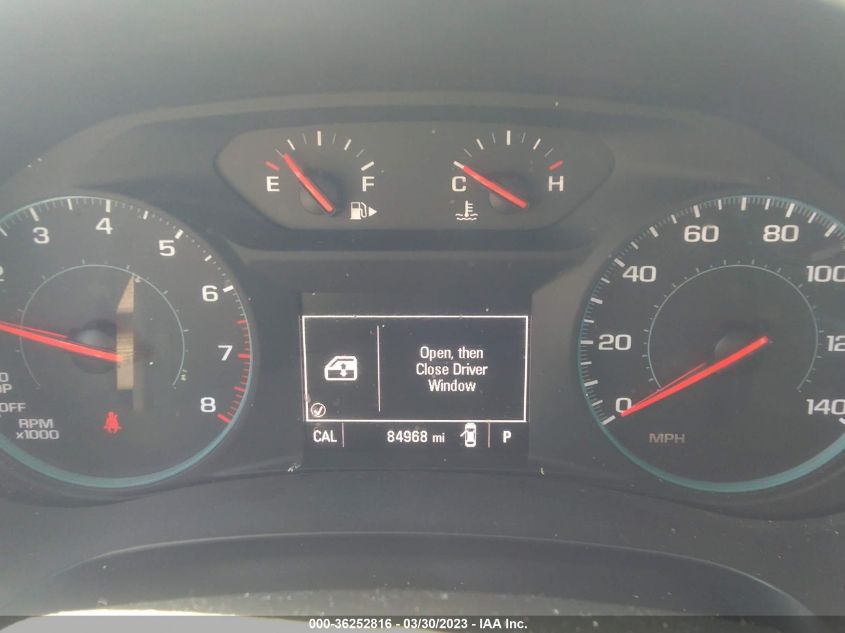 E F
C H
3 4 5 6 7 8
RPM
x1000
OFF
Open, then
Close Driver
Window
CAL 84968 mi P
0 20 40 60 80 100 140
MPH
000-36252816 - 03/30/2023 - IAA Inc.